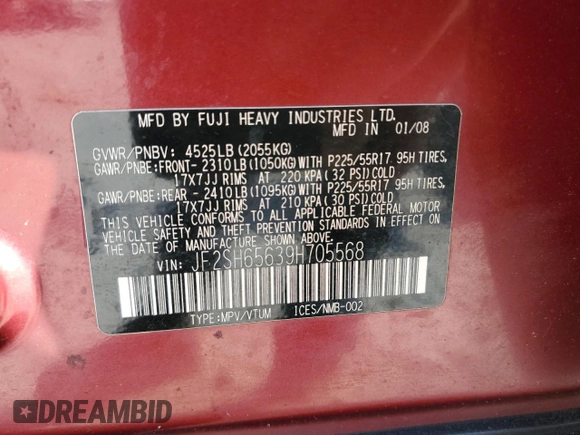 MFD BY FUJI HEAVY INDUSTRIES LTD.
MFD IN 01/08
GVWR/PNBV: 4525LB(2055KG)
GAWR/PNBE:FRONT-2310LB(1050KG)WITH P225/55R17 95H TIRES,
17X7JJ RIMS AT 220 KPA(32 PSI)COLD
GAWR/PNBE:REAR -2410LB(1095KG)WITH P225/55R17 95H TIRES,
17X7JJ RIMS AT 210 KPA(30 PSI)COLD
THIS VEHICLE CONFORMS TO ALL APPLICABLE FEDERAL MOTOR
VEHICLE SAFETY AND THEFT PREVENTION STANDARDS IN EFFECT ON
THE DATE OF MANUFACTURE SHOWN ABOVE.
VIN: JF2SH65639H705568
TYPE:MPV/VTUM ICES/NMB-002
DREAMBID